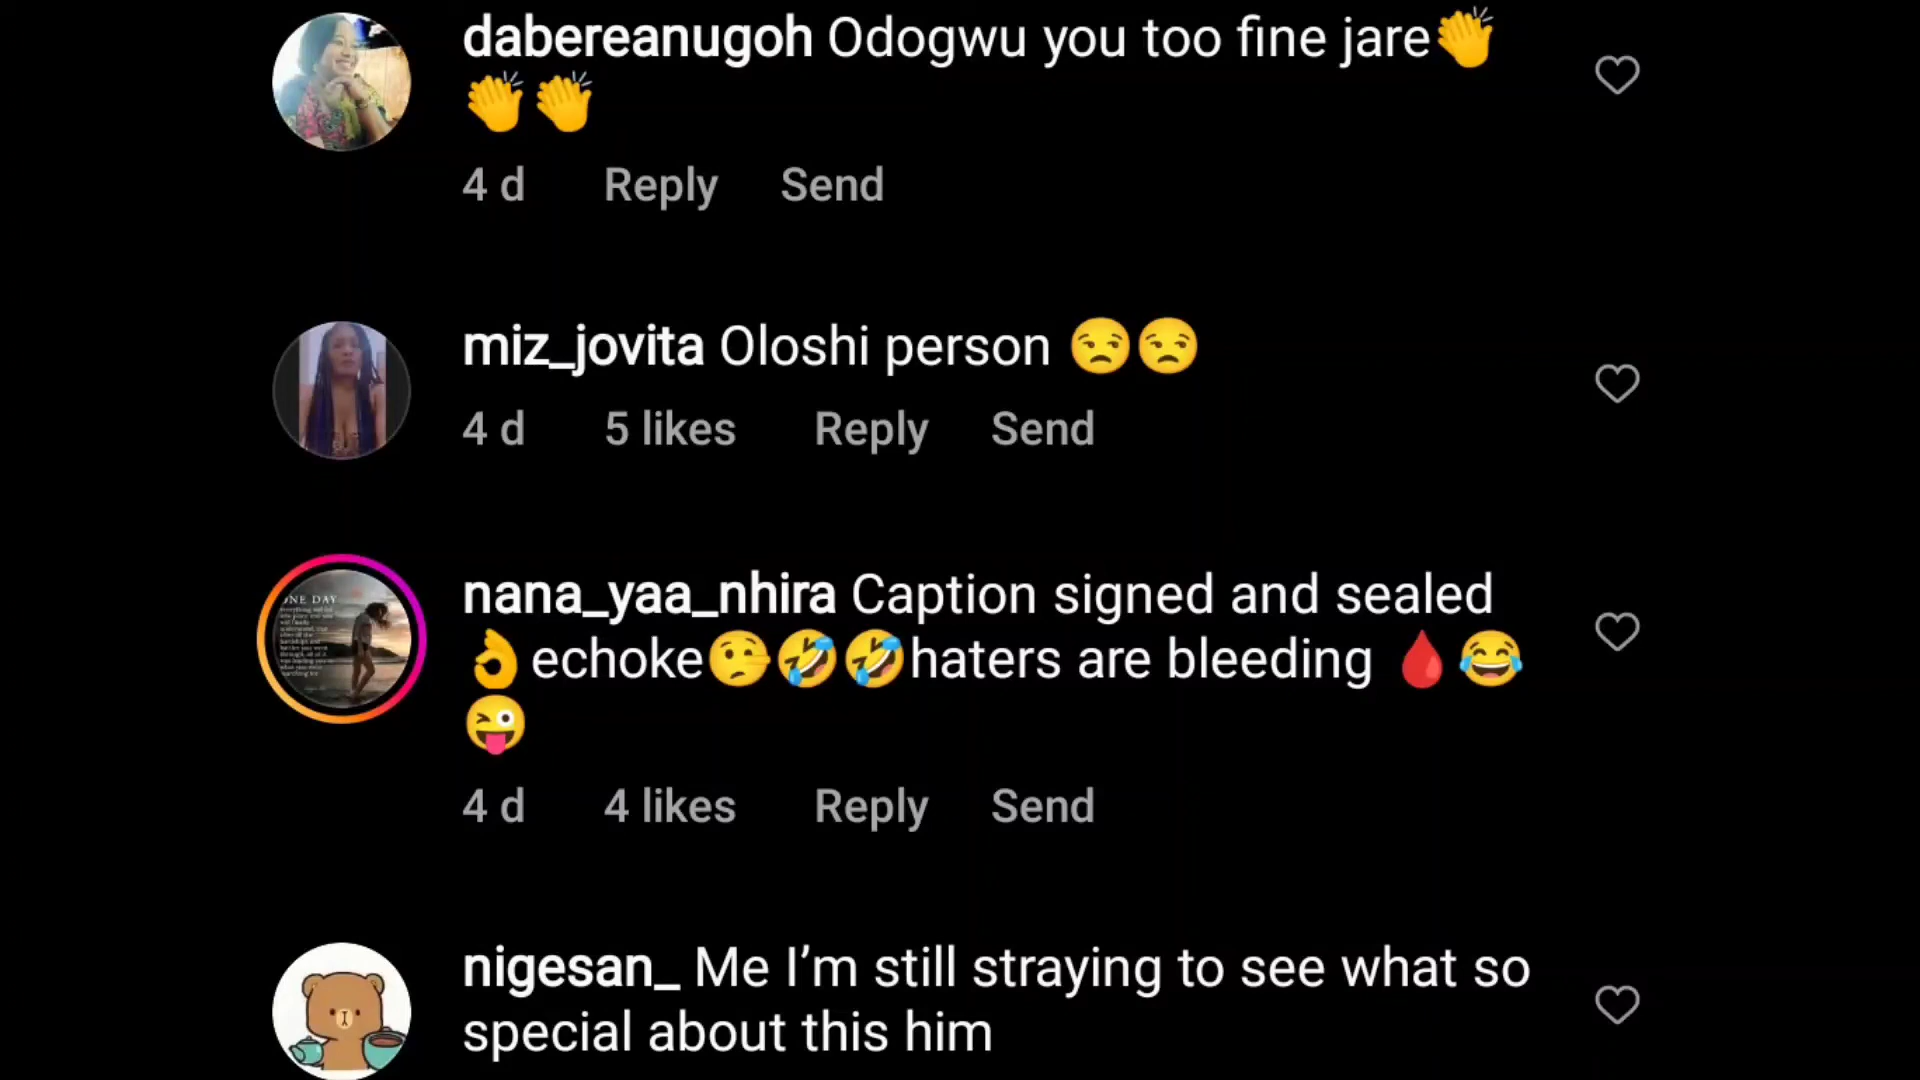 dabereanugoh Odogwu you too fine jare👏
👏👏
4 d Reply Send
miz_jovita Oloshi person 😒😒
4 d 5 likes Reply Send
ONE DAY
nana_yaa_nhira Caption signed and sealed
👌echoke🤥🤣🤣haters are bleeding 🩸😂
😜
4 d 4 likes Reply Send
nigesan_ Me I’m still straying to see what so
special about this him